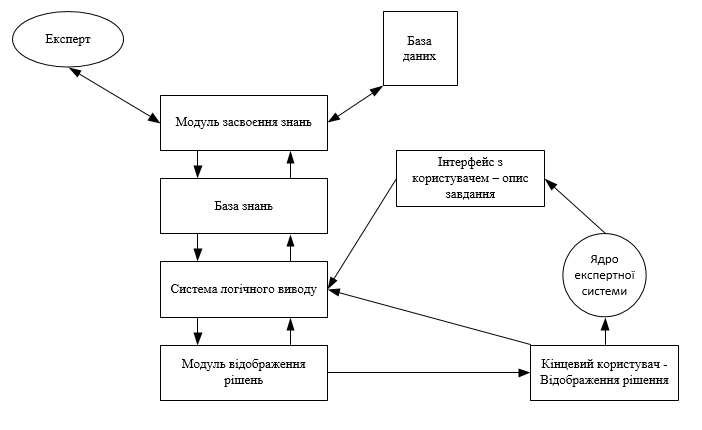 Експерт
База
даних
Модуль засвоєння знань
Інтерфейс з
користувачем – опис
завдання
База знань
Ядро
експертної
системи
Система логічного виводу
Модуль відображення
рішень
Кінцевий користувач -
Відображення рішення